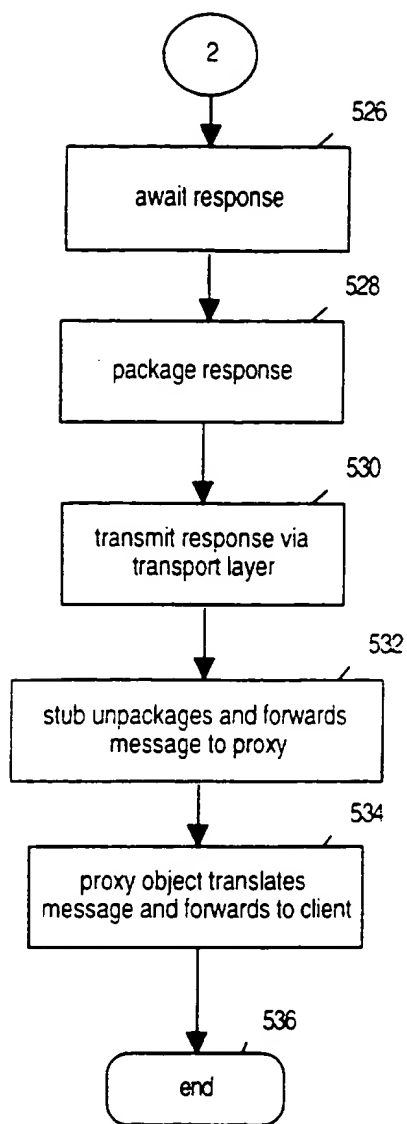 2
526
await response
528
package response
530
transmit response via
transport layer
532
stub unpackages and forwards
message to proxy
534
proxy object translates
message and forwards to client
536
end